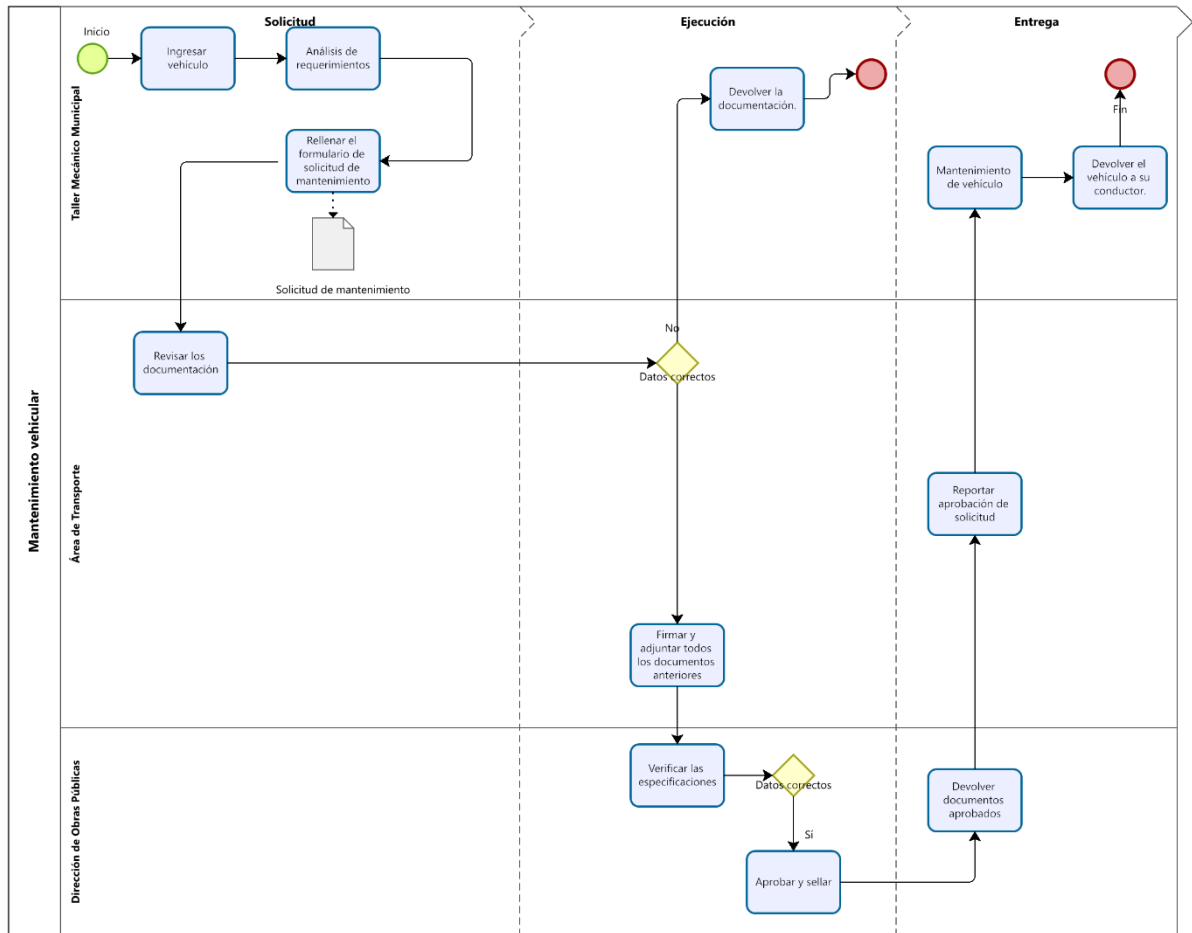 Mantenimiento vehicular
Solicitud
Ejecución
Entrega
Taller Mecánico Municipal
Inicio
Ingresar
vehículo
Análisis de
requerimientos
Rellenar el
formulario de
solicitud de
mantenimiento
Solicitud de mantenimiento
Devolver la
documentación.
Mantenimiento
de vehículo
Devolver el
vehículo a su
conductor.
Fin
Área de Transporte
Revisar los
documentación
No
Datos correctos
Firmar y
adjuntar todos
los documentos
anteriores
Reportar
aprobación de
solicitud
Dirección de Obras Públicas
Verificar las
especificaciones
Datos correctos
Sí
Aprobar y sellar
Devolver
documentos
aprobados